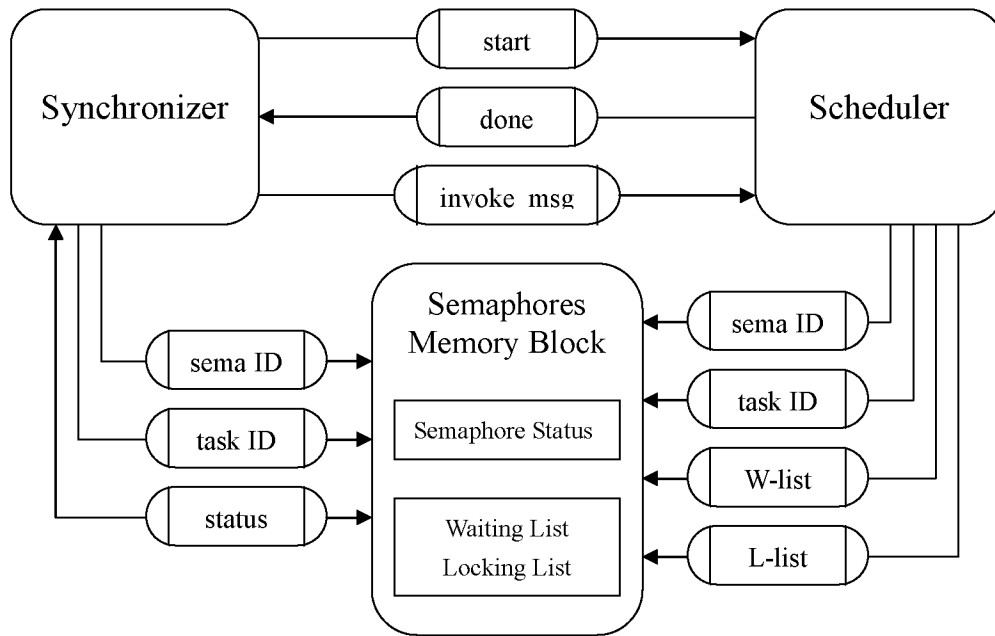 start
Synchronizer
done
Scheduler
invoke_msg
Semaphores
Memory Block
sema ID
task ID
status
Semaphore Status
Waiting List
Locking List
sema ID
task ID
W-list
L-list